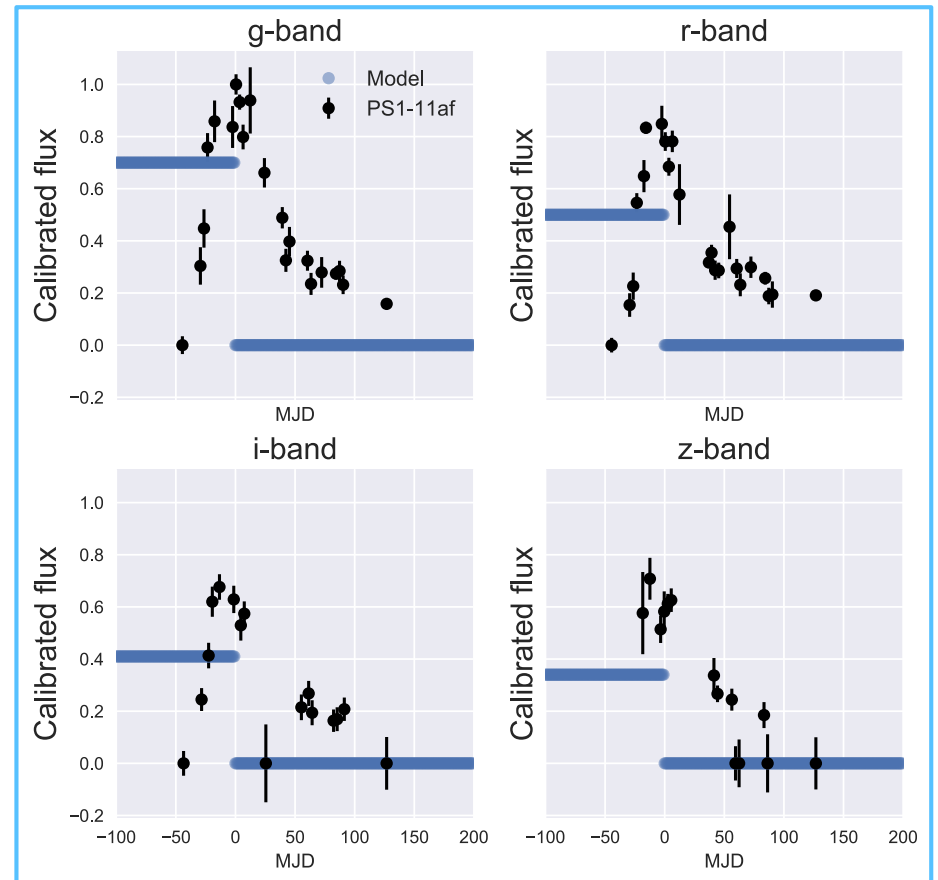 g-band
r-band
Calibrated flux
1.0
0.8
0.6
0.4
0.2
0.0
−0.2
Model
PS1-11af
MJD
Calibrated flux
MJD
i-band
z-band
Calibrated flux
1.0
0.8
0.6
0.4
0.2
0.0
−0.2
−100 −50 0 50 100 150 200
MJD
Calibrated flux
−100 −50 0 50 100 150 200
MJD